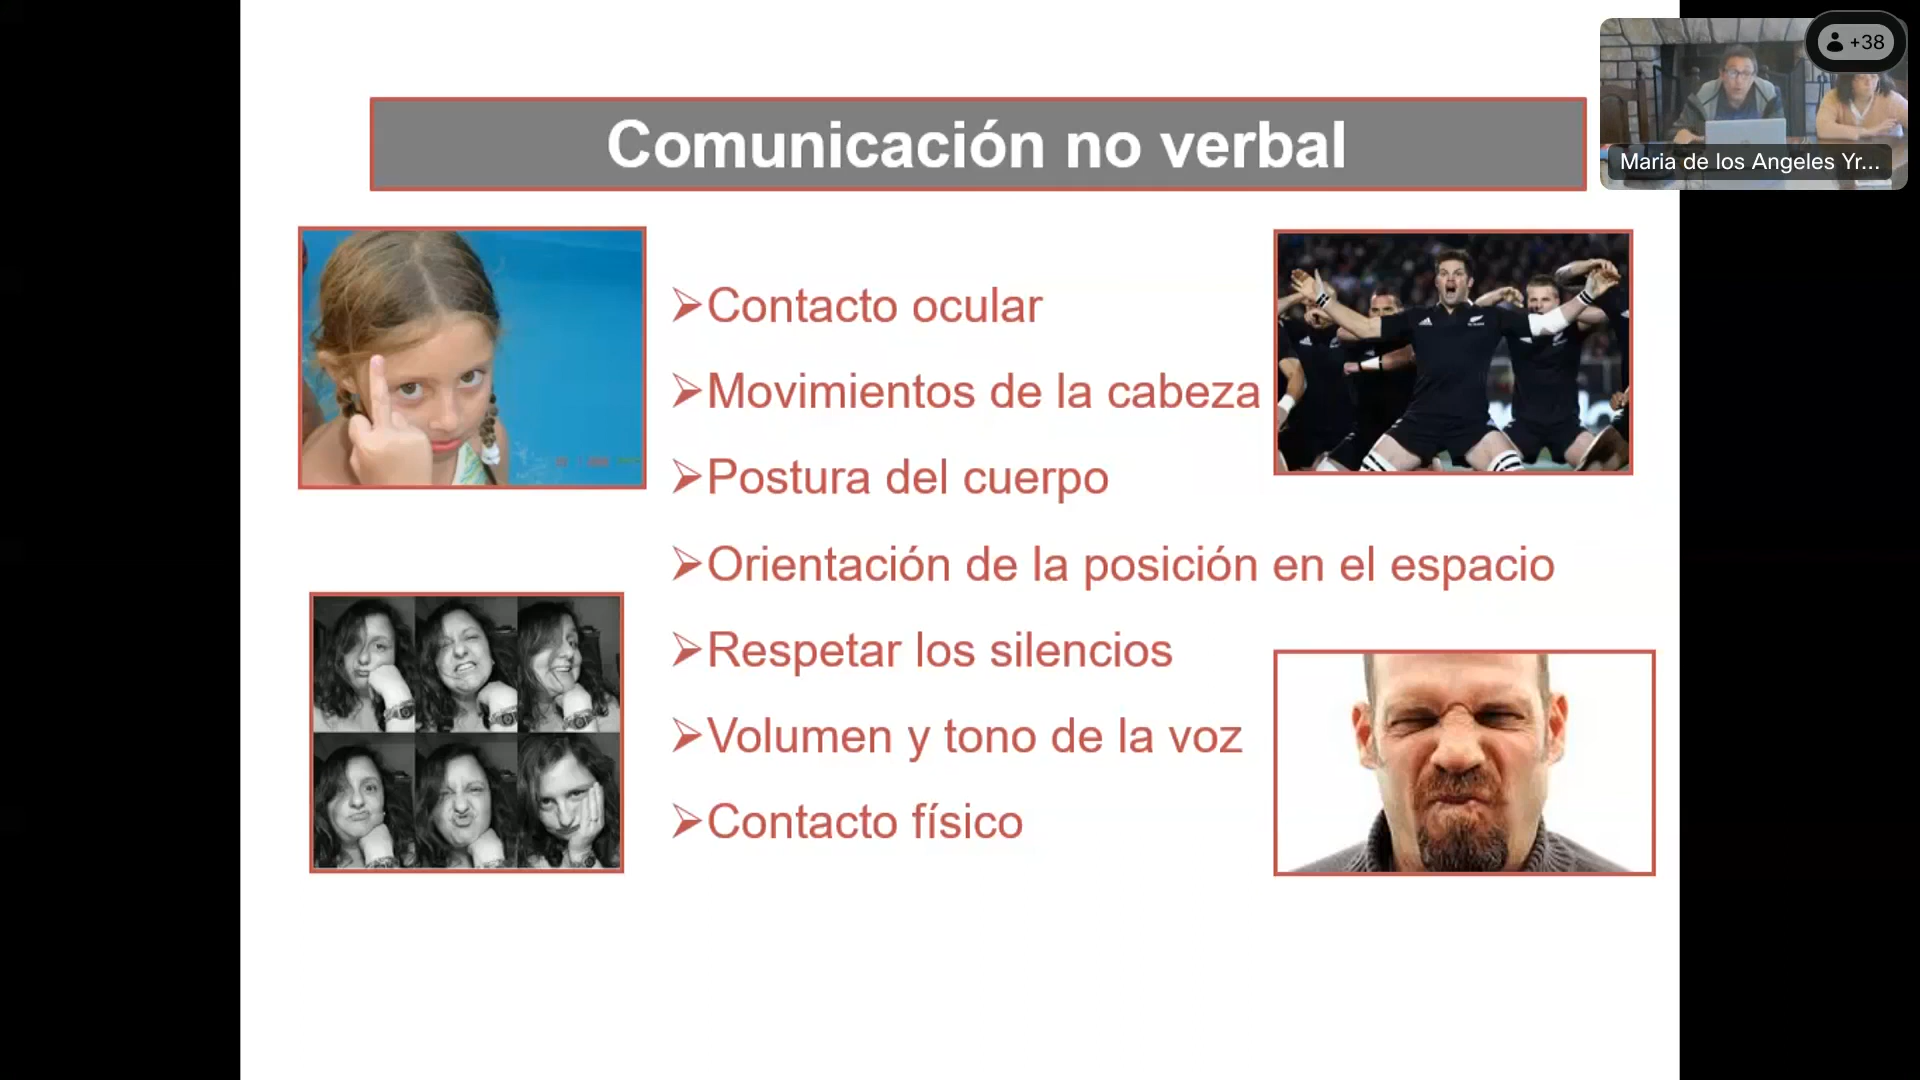 Comunicación no verbal
+38
Maria de los Angeles Yr...
➢Contacto ocular
➢Movimientos de la cabeza
➢Postura del cuerpo
➢Orientación de la posición en el espacio
➢Respetar los silencios
➢Volumen y tono de la voz
➢Contacto físico